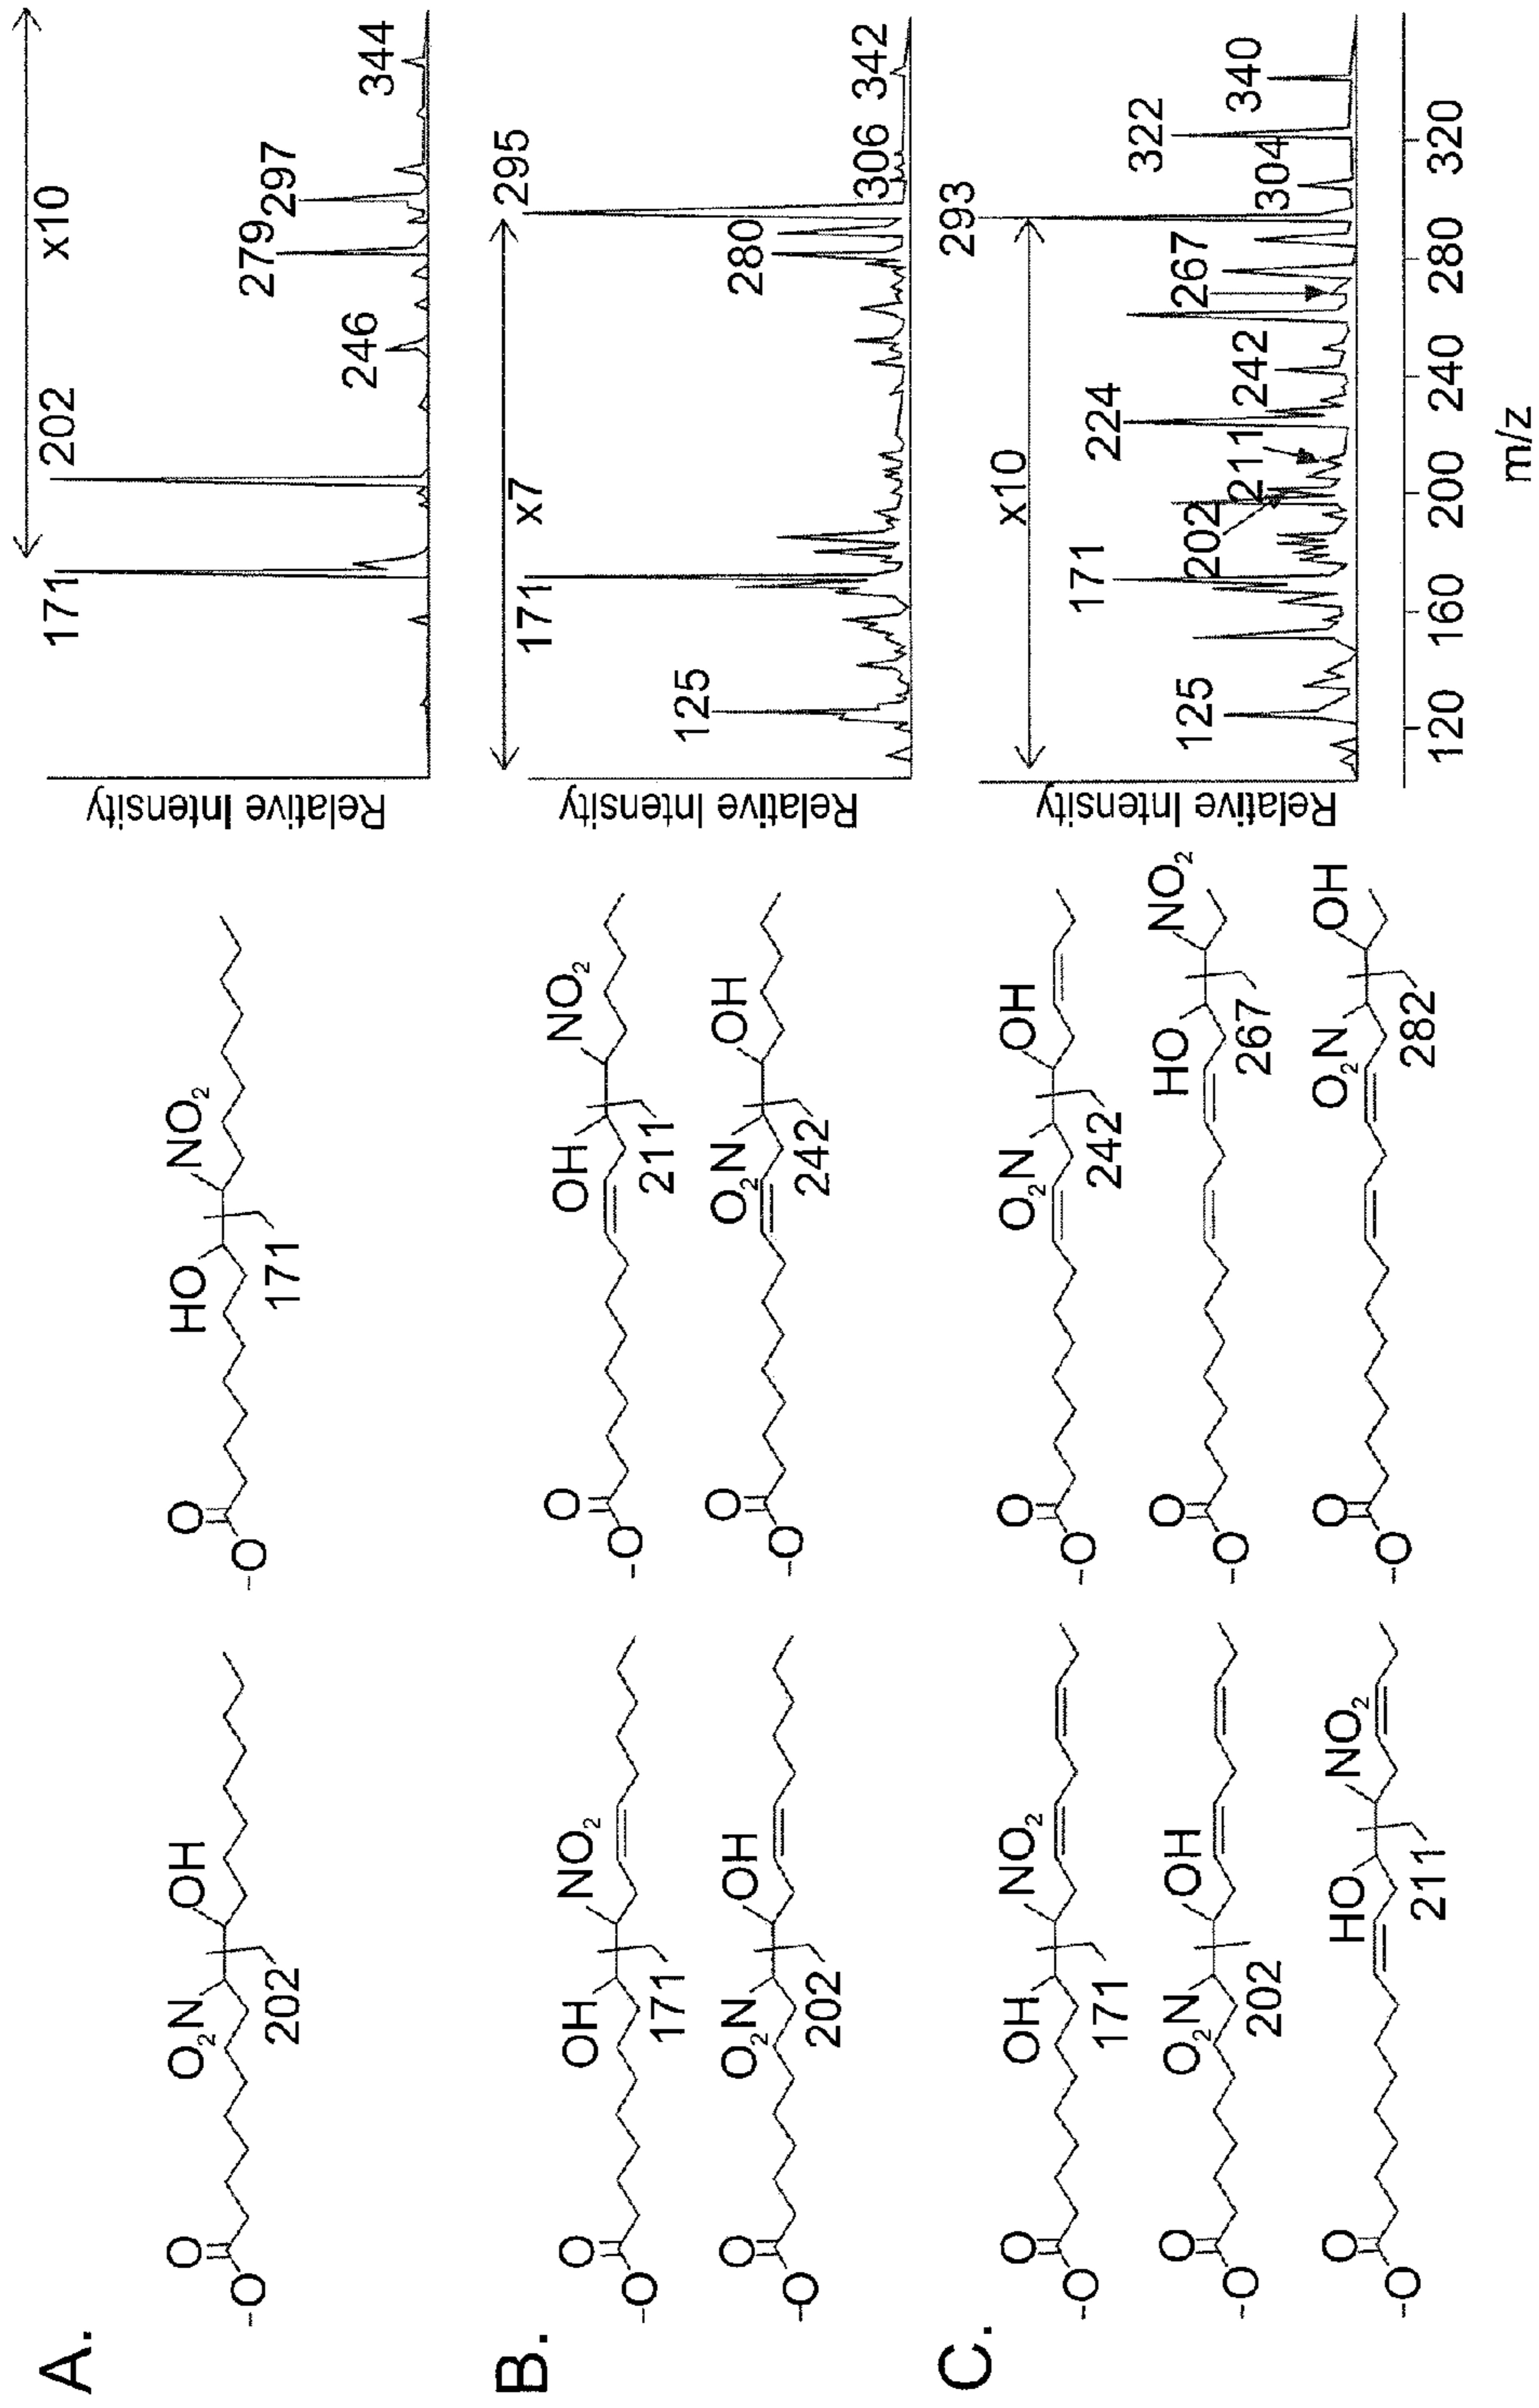 A.
O
-O
O₂N
OH
202
O
-O
HO
NO₂
171
Relative Intensity
x10
171
202
246
279
297
344
B.
O
-O
OH
NO₂
171
O
-O
OH
NO₂
211
O
-O
O₂N
OH
202
O
-O
O₂N
OH
242
Relative Intensity
x7
125
171
280
295
306
342
C.
O
-O
OH
NO₂
171
O
-O
O₂N
OH
242
O
-O
O₂N
OH
202
O
-O
HO
NO₂
267
O
-O
HO
NO₂
211
O
-O
O₂N
OH
282
Relative Intensity
x10
125
171
202
211
224
242
267
293
304
322
340
120 160 200 240 280 320
m/z